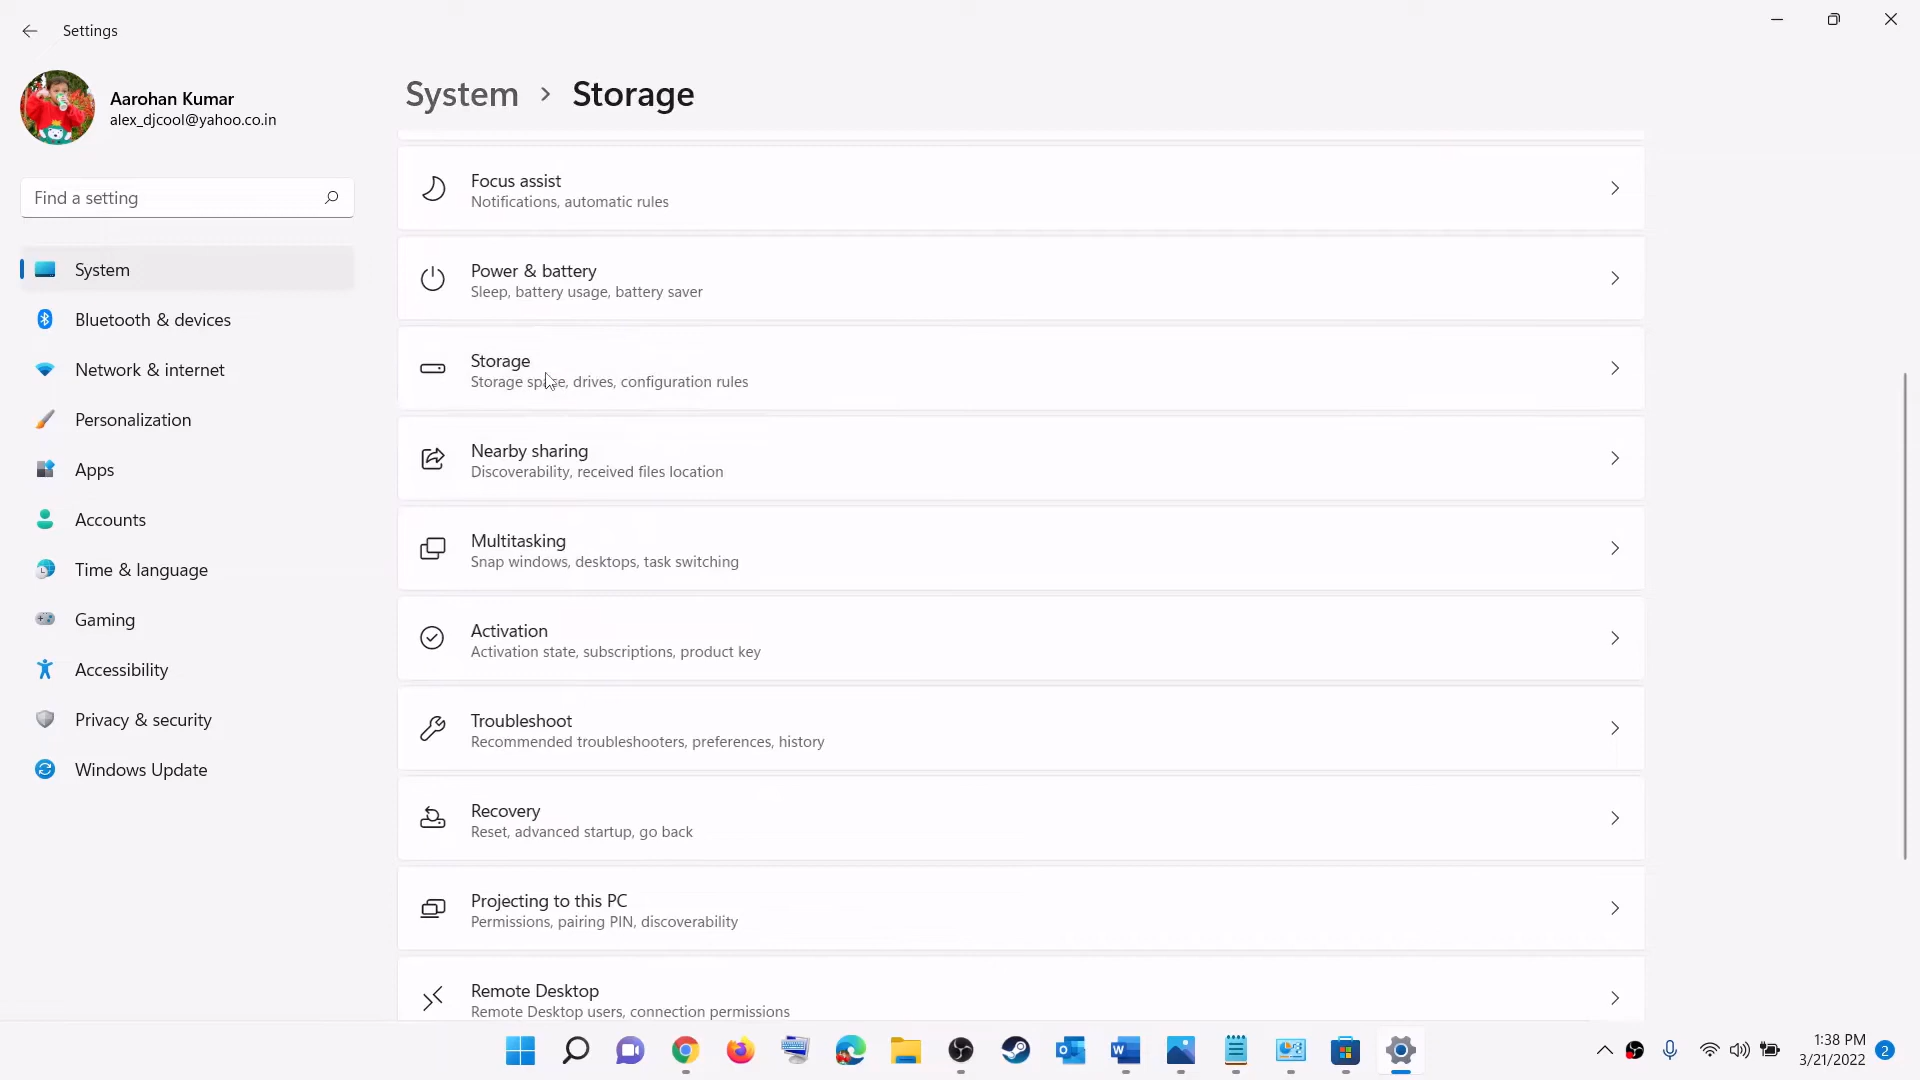 Settings
Aarohan Kumar
alex_djcool@yahoo.co.in
Find a setting
System
Bluetooth & devices
Network & internet
Personalization
Apps
Accounts
Time & language
Gaming
Accessibility
Privacy & security
Windows Update
System > Storage
Focus assist
Notifications, automatic rules
Power & battery
Sleep, battery usage, battery saver
Storage
Storage space, drives, configuration rules
Nearby sharing
Discoverability, received files location
Multitasking
Snap windows, desktops, task switching
Activation
Activation state, subscriptions, product key
Troubleshoot
Recommended troubleshooters, preferences, history
Recovery
Reset, advanced startup, go back
Projecting to this PC
Permissions, pairing PIN, discoverability
Remote Desktop
Remote Desktop users, connection permissions
1:38 PM
3/21/2022
2